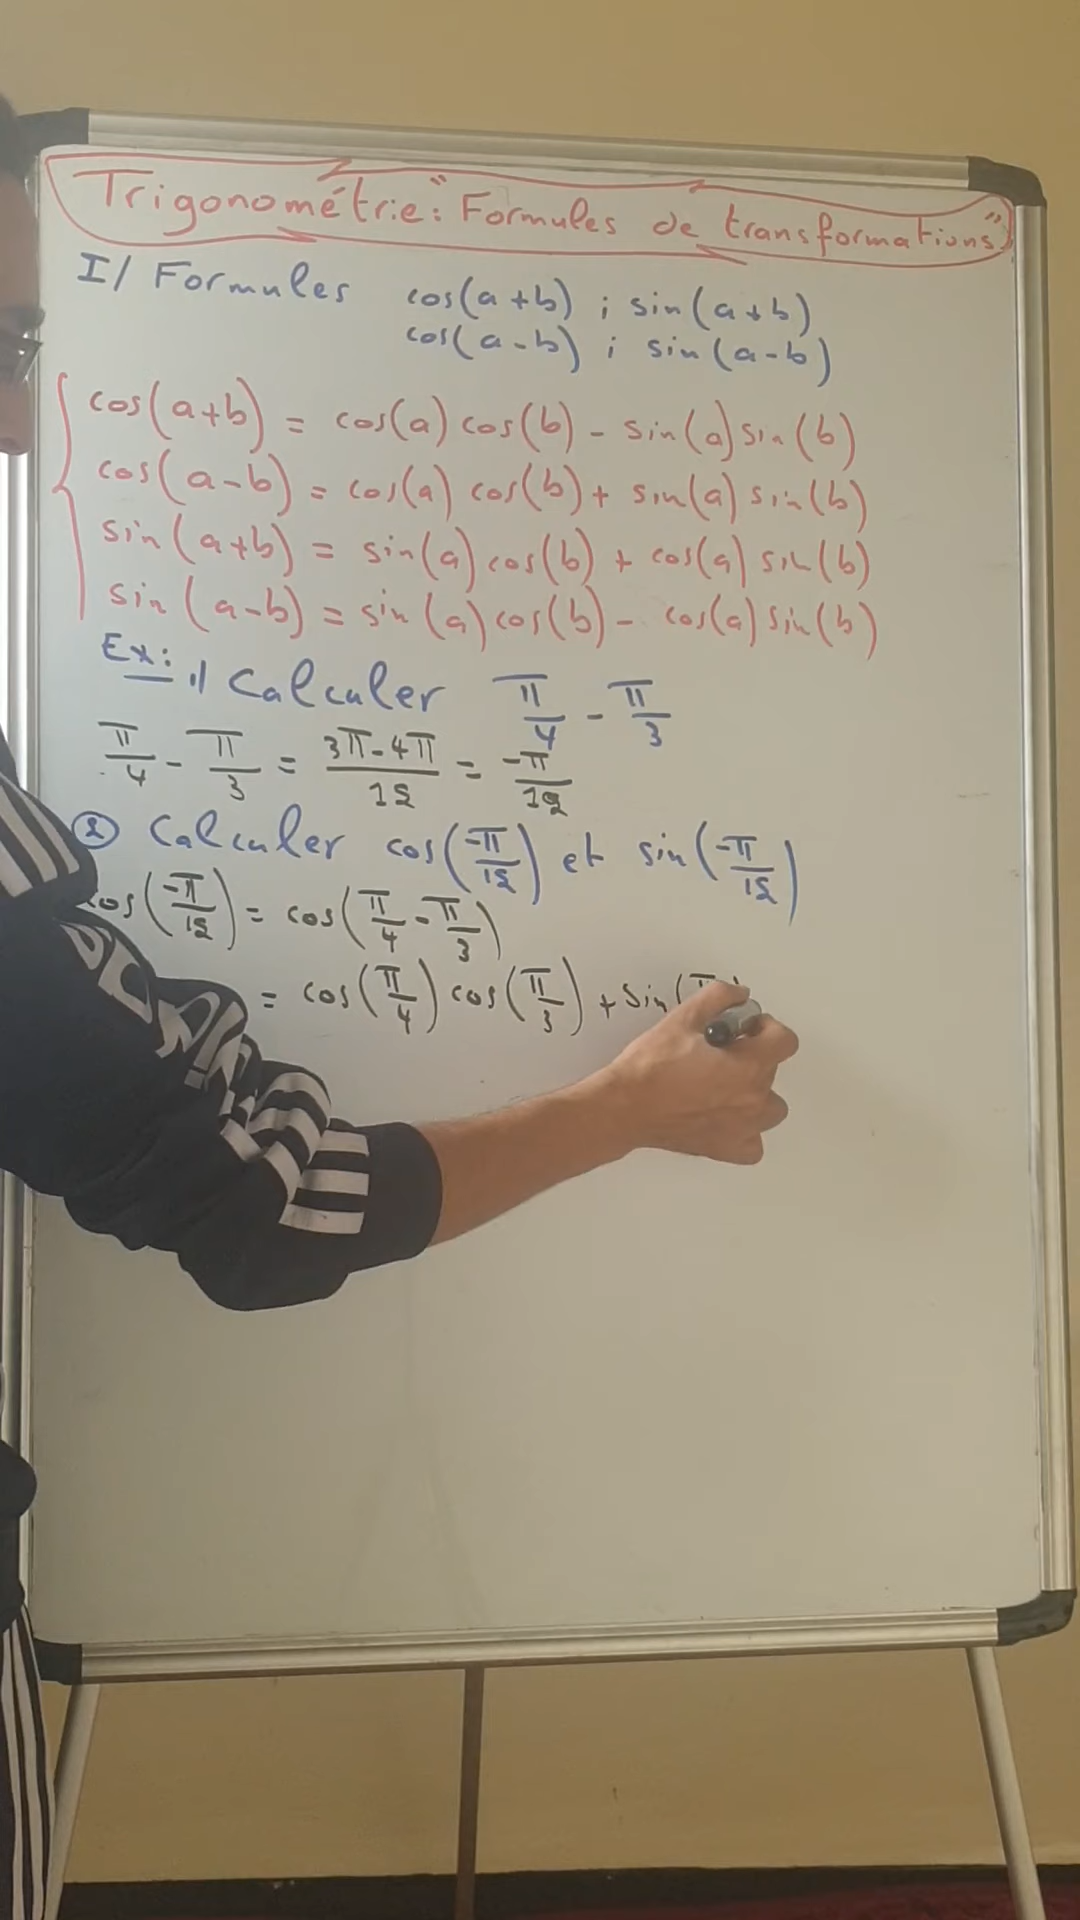 Trigonométrie: "Formules de transformations"
I/ Formules cos(a+b) ; sin(a+b)
cos(a-b) ; sin(a-b)
cos(a+b) = cos(a) cos(b) - sin(a) sin(b)
cos(a-b) = cos(a) cos(b) + sin(a) sin(b)
sin(a+b) = sin(a) cos(b) + cos(a) sin(b)
sin(a-b) = sin(a) cos(b) - cos(a) sin(b)
Ex: 1/ Calculer π/4 - π/3
π/4 - π/3 = (3π-4π)/12 = -π/12
② Calculer cos(-π/12) et sin(-π/12)
cos(-π/12) = cos(π/4 - π/3)
= cos(π/4) cos(π/3) + sin(π